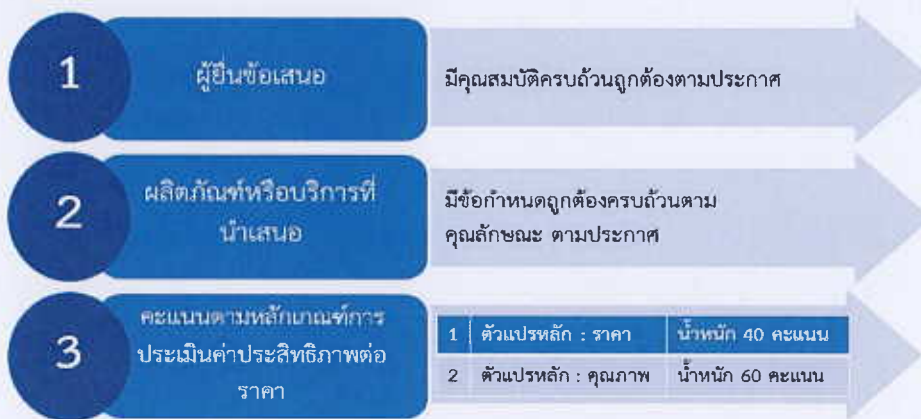 1
ผู้ยื่นข้อเสนอ
มีคุณสมบัติครบถ้วนถูกต้องตามประกาศ
2
ผลิตภัณฑ์หรือบริการที่
นำเสนอ
มีข้อกำหนดถูกต้องครบถ้วนตาม
คุณลักษณะ ตามประกาศ
3
คะแนนตามหลักเกณฑ์การ
ประเมินค่าประสิทธิภาพต่อ
ราคา
1 ตัวแปรหลัก : ราคา น้ำหนัก 40 คะแนน
2 ตัวแปรหลัก : คุณภาพ น้ำหนัก 60 คะแนน